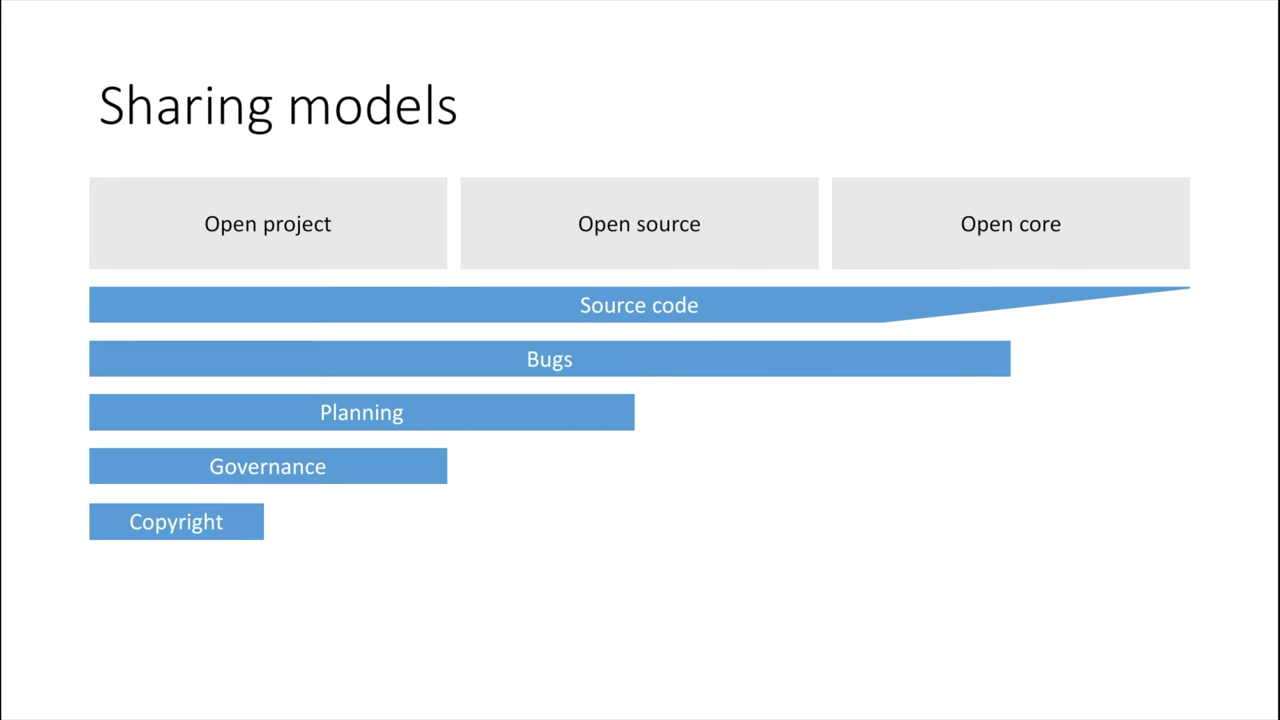 Sharing models
Open project
Open source
Open core
Source code
Bugs
Planning
Governance
Copyright